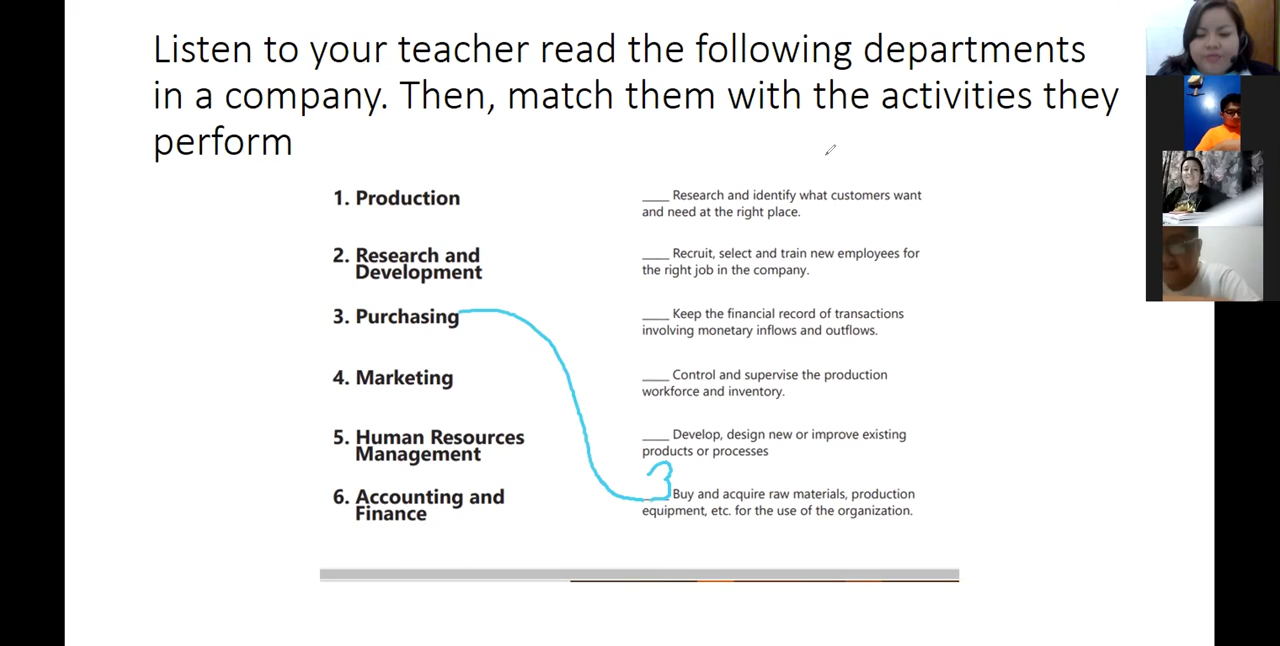 Listen to your teacher read the following departments
in a company. Then, match them with the activities they
perform
1. Production
2. Research and
Development
3. Purchasing
4. Marketing
5. Human Resources
Management
6. Accounting and
Finance
____ Research and identify what customers want
and need at the right place.
____ Recruit, select and train new employees for
the right job in the company.
____ Keep the financial record of transactions
involving monetary inflows and outflows.
____ Control and supervise the production
workforce and inventory.
____ Develop, design new or improve existing
products or processes
3 Buy and acquire raw materials, production
equipment, etc. for the use of the organization.